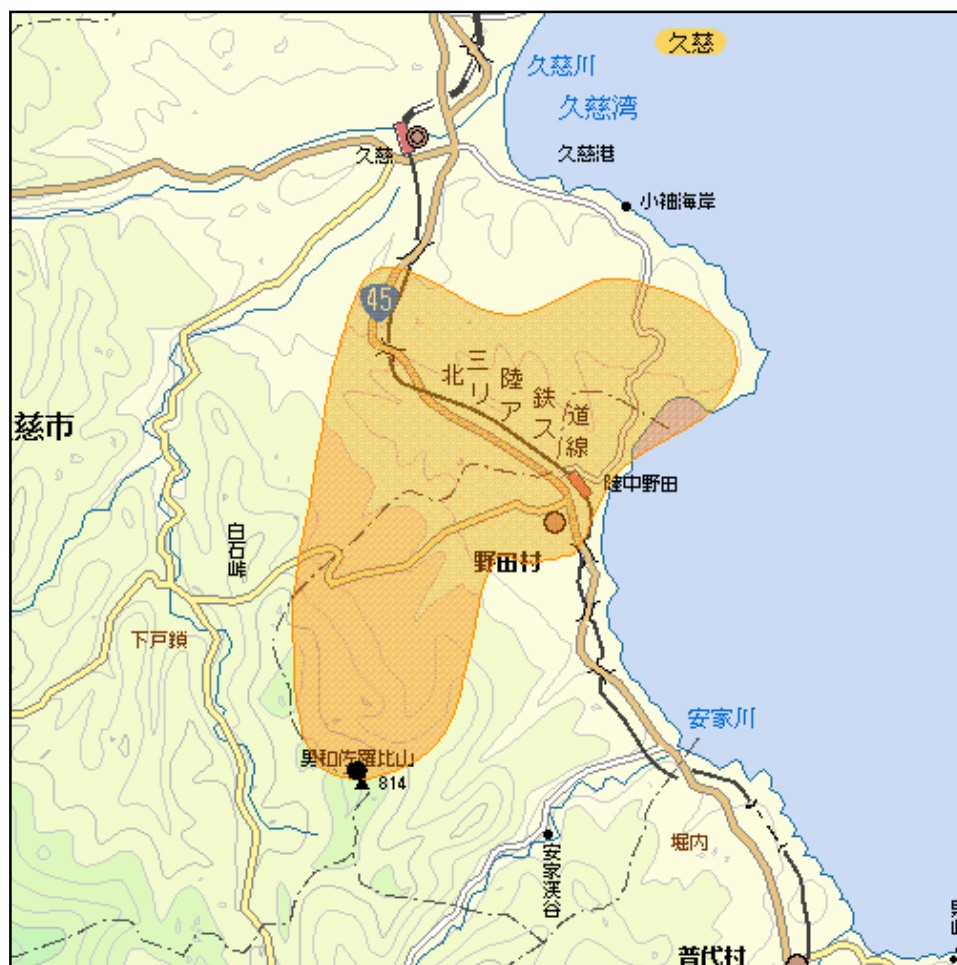 久慈
久慈川
久慈湾
久慈港
久慈
小袖海岸
45
三陸鉄道
北リアス線
慈市
陸中野田
白石峠
野田村
下戸鎖
安家川
男和佐羅比山
814
堀内
安家渓谷
普代村